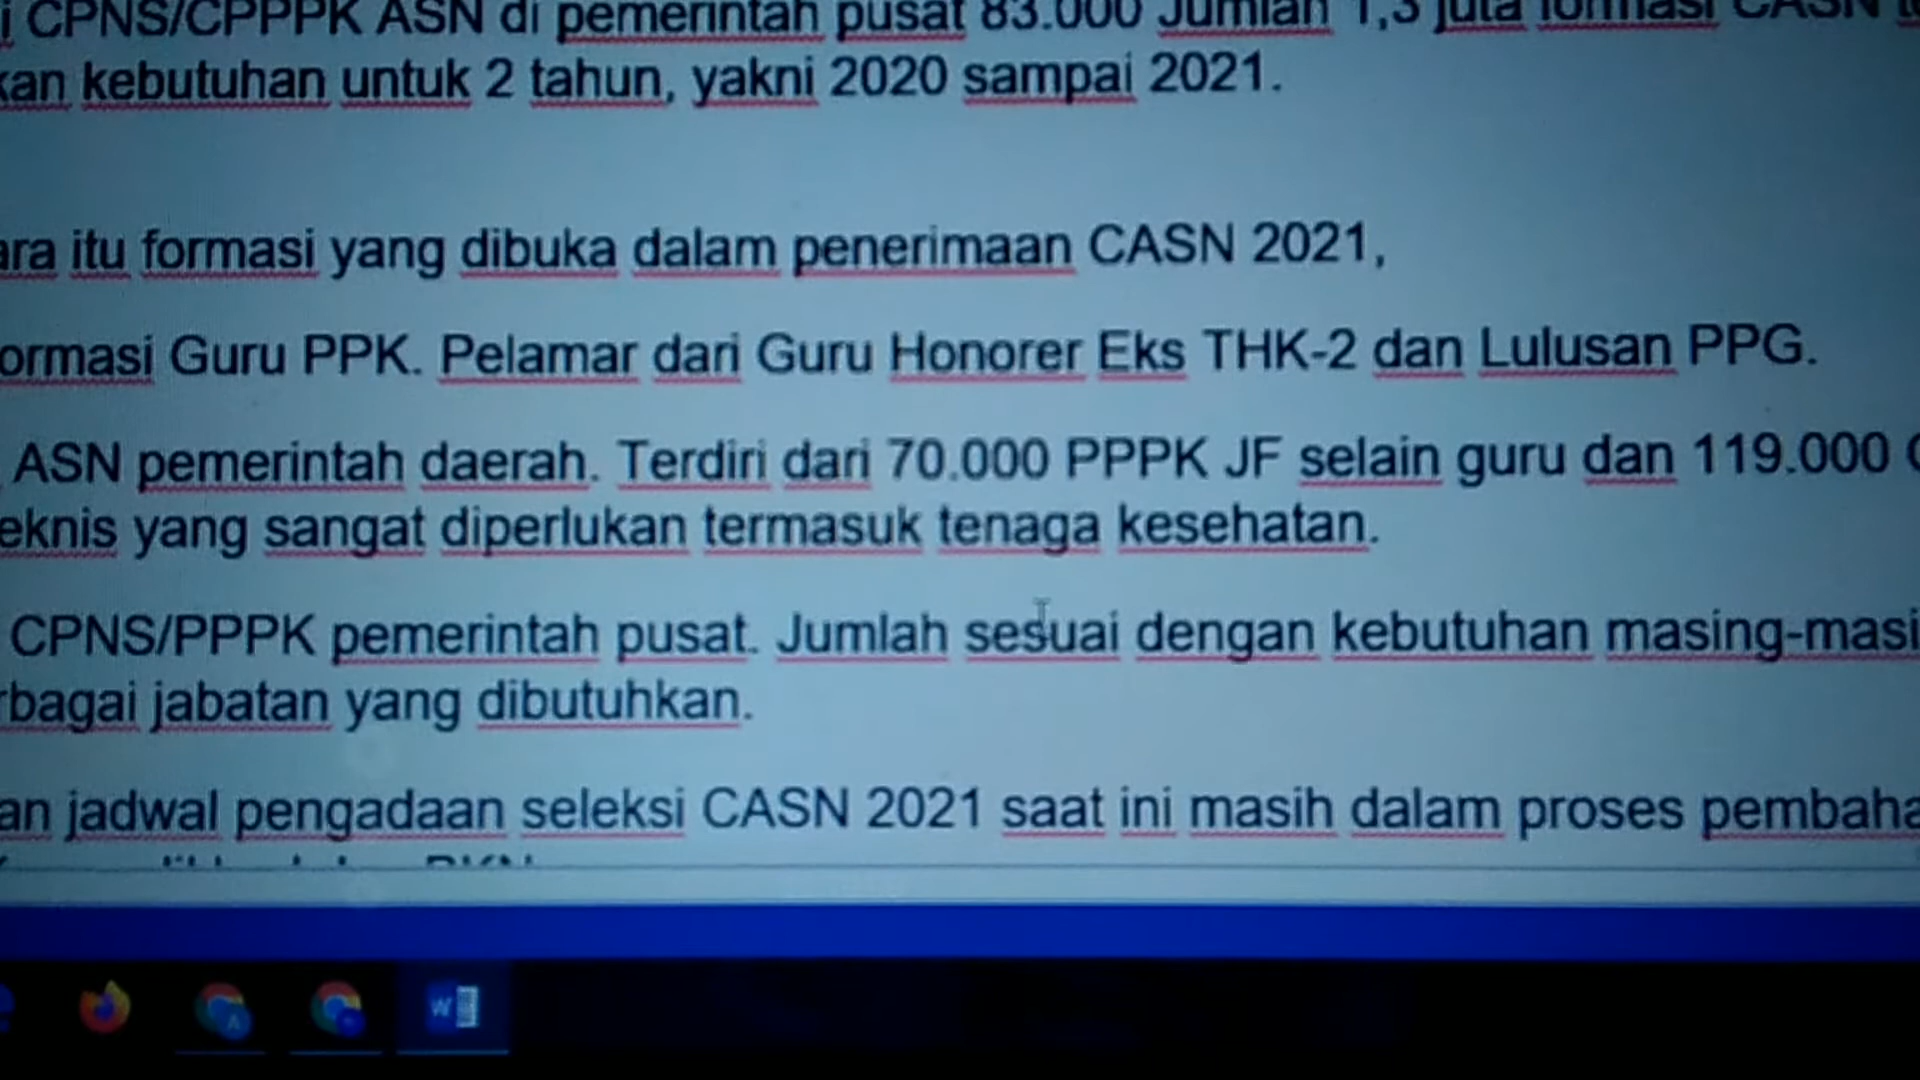 CPNS/CPPPK ASN di pemerintah pusat 83.000 Jumlah 1,3 juta formasi CASN
kan kebutuhan untuk 2 tahun, yakni 2020 sampai 2021.
ara itu formasi yang dibuka dalam penerimaan CASN 2021,
ormasi Guru PPK. Pelamar dari Guru Honorer Eks THK-2 dan Lulusan PPG.
ASN pemerintah daerah. Terdiri dari 70.000 PPPK JF selain guru dan 119.000
eknis yang sangat diperlukan termasuk tenaga kesehatan.
CPNS/PPPK pemerintah pusat. Jumlah sesuai dengan kebutuhan masing-masi
rbagai jabatan yang dibutuhkan.
an jadwal pengadaan seleksi CASN 2021 saat ini masih dalam proses pembaha